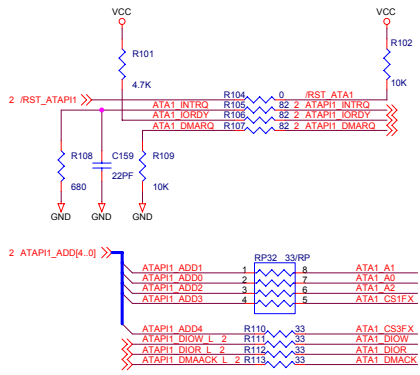 VCC VCC
R101 R102
4.7K 10K
2 /RST_ATAPI1 R104 0 /RST_ATA1
ATA1_INTRQ R105 82 2 ATAPI1_INTRQ
ATA1_IORDY R106 82 2 ATAPI1_IORDY
ATA1_DMARQ R107 82 2 ATAPI1_DMARQ
R108 C159 R109
680 22PF 10K
GND GND GND
2 ATAPI1_ADD[4..0] RP32 33/RP
ATAPI1_ADD1 1 8 ATA1_A1
ATAPI1_ADD0 2 7 ATA1_A0
ATAPI1_ADD2 3 6 ATA1_A2
ATAPI1_ADD3 4 5 ATA1_CS1FX
ATAPI1_ADD4 R110 33 ATA1_CS3FX
ATAPI1_DIOW_L 2 R111 33 ATA1_DIOW
ATAPI1_DIOR_L 2 R112 33 ATA1_DIOR
ATAPI1_DMAACK_L 2 R113 33 ATA1_DMACK